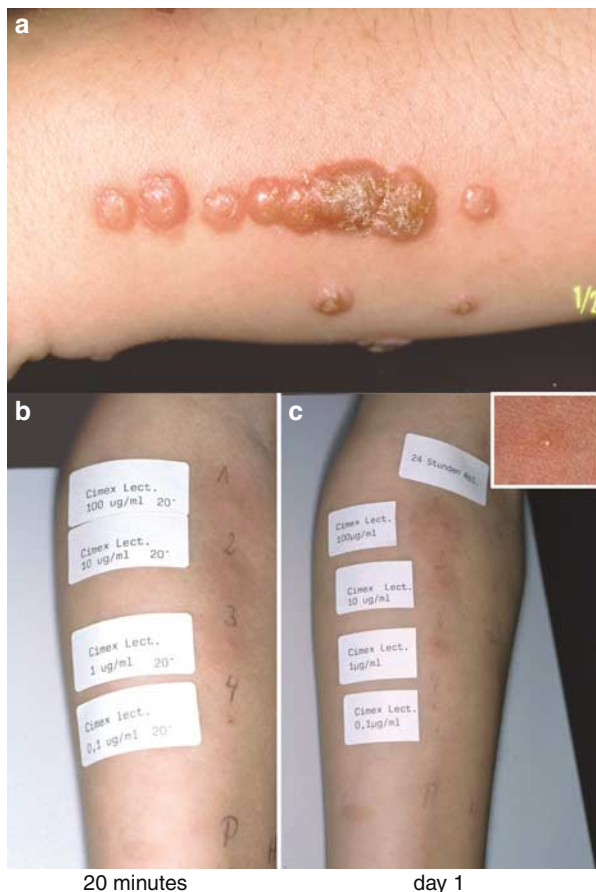 a
1/2
b
Cimex Lect.
100 ug/ml 20'
Cimex Lect.
10 ug/ml 20'
Cimex Lect.
1 ug/ml 20'
Cimex lect.
0,1 ug/ml 20'
1
2
3
4
P
H
20 minutes
c
24 Stunden
Cimex Lect.
100µg/ml
Cimex Lect.
10 ug/ml
Cimex Lect.
1µg/ml
Cimex Lect.
0,1µg/ml
day 1